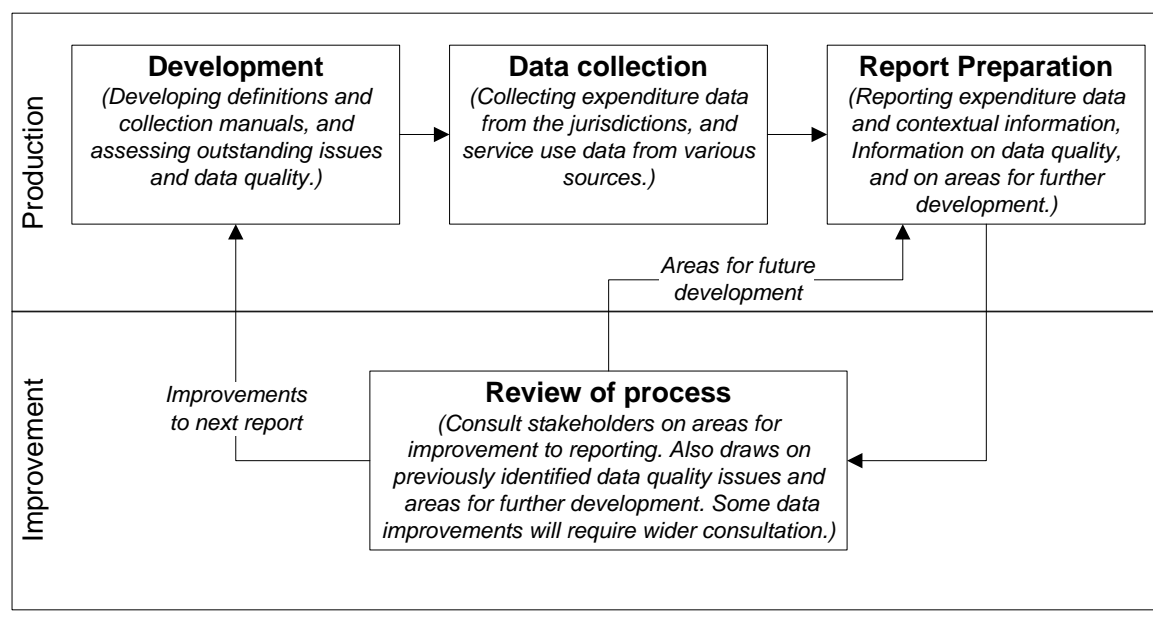 Production
Development
(Developing definitions and
collection manuals, and
assessing outstanding issues
and data quality.)
Data collection
(Collecting expenditure data
from the jurisdictions, and
service use data from various
sources.)
Report Preparation
(Reporting expenditure data
and contextual information,
Information on data quality,
and on areas for further
development.)
Areas for future
development
Improvement
Improvements
to next report
Review of process
(Consult stakeholders on areas for
improvement to reporting. Also draws on
previously identified data quality issues and
areas for further development. Some data
improvements will require wider consultation.)